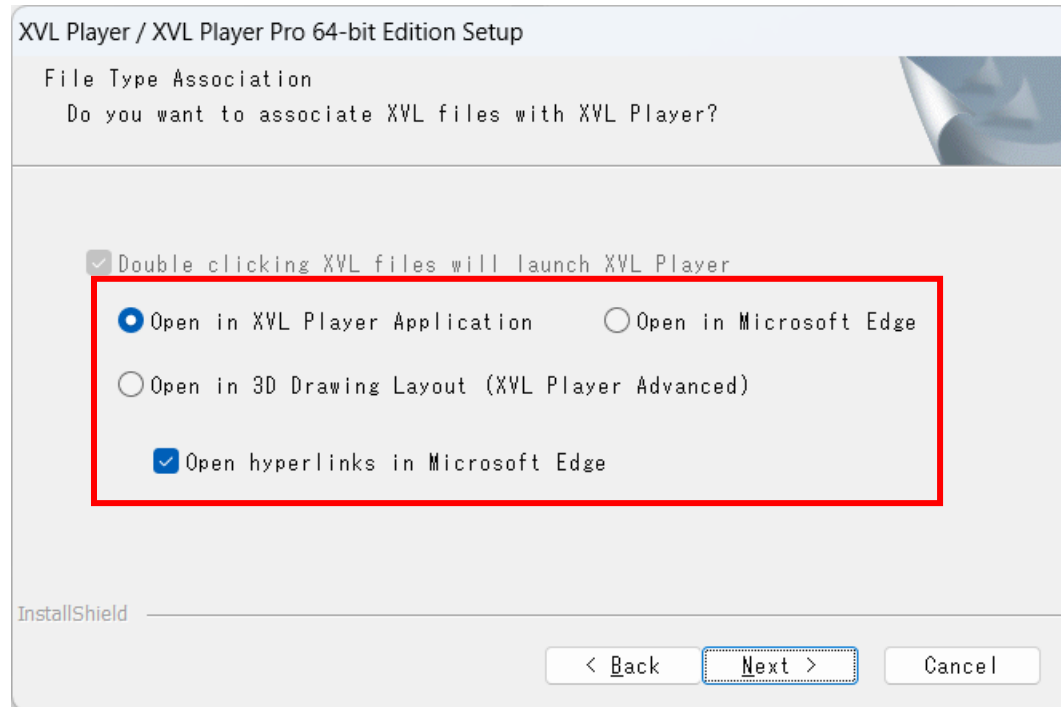 XVL Player / XVL Player Pro 64-bit Edition Setup
File Type Association
Do you want to associate XVL files with XVL Player?
Double clicking XVL files will launch XVL Player
Open in XVL Player Application Open in Microsoft Edge
Open in 3D Drawing Layout (XVL Player Advanced)
Open hyperlinks in Microsoft Edge
InstallShield
< Back Next > Cancel